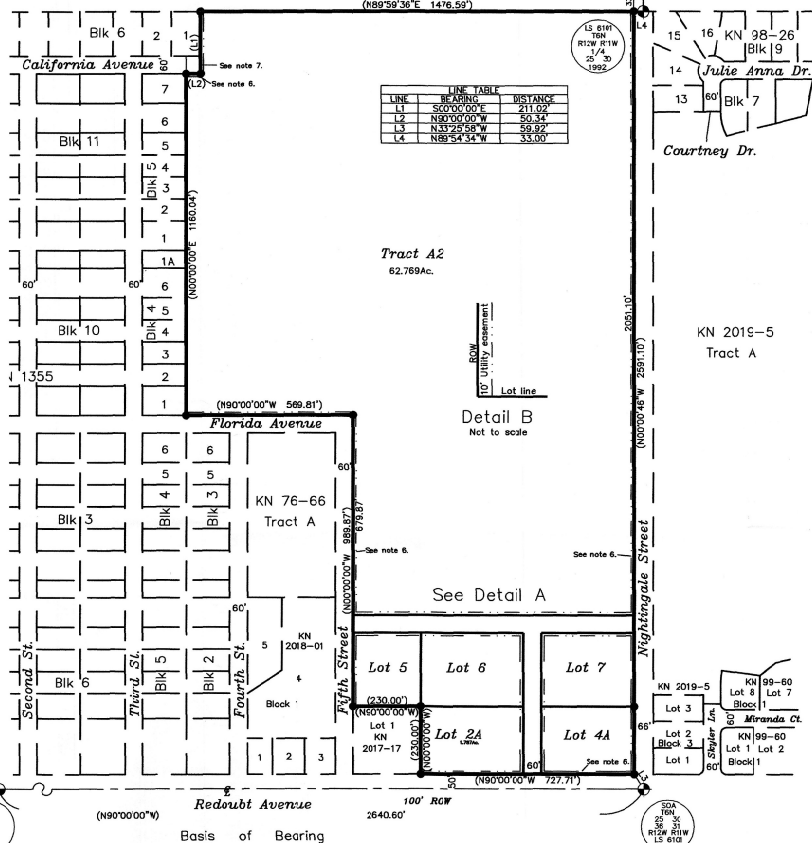 (N89°59'36"E 1476.59')
Blk 6
2
1
(L1)
California Avenue
60'
See note 7.
(L2)
See note 6.
LS 6101
T6N
R12W R11W
1/4
25 30
1992
L4
15
16
KN 98-26
Blk 9
14
Julie Anna Dr.
13
60'
Blk 7
Courtney Dr.
LINE TABLE
LINE BEARING DISTANCE
L1 S00°00'00"E 211.02'
L2 N90°00'00"W 50.34'
L3 N33°25'58"W 59.92'
L4 N89°54'34"W 33.00'
7
6
5
4
3
2
1
1A
Blk 11
Blk 5
(N00°00'00"E 1160.04')
Tract A2
62.769Ac.
60'
60'
6
5
4
3
2
1
Blk 10
Blk 4
1355
ROW
10' Utility easement
Lot line
Detail B
Not to scale
2051.10'
(N00°00'46"W 2591.10')
KN 2019-5
Tract A
(N90°00'00"W 569.81')
Florida Avenue
6
6
5
5
Blk 4
Blk 3
Blk 3
60'
KN 76-66
Tract A
(N00°00'00"W 989.87')
679.87'
See note 6.
See note 6.
See Detail A
Nightingale Street
60'
KN
2018-01
5
4
Block 1
Second St.
Blk 6
Third St.
Blk 5
Blk 2
Fourth St.
Fifth Street
Lot 5
Lot 6
Lot 7
(230.00')
(N90°00'00"W)
Lot 1
KN
2017-17
(230.00')
(N00°00'00"W)
Lot 2A
1.767Ac.
Lot 4A
See note 6.
60'
66'
1
2
3
50'
(N90°00'00"W 727.71')
L3
KN 2019-5
Lot 3
Lot 2
Block 3
Lot 1
Skyler Ln.
60'
KN 99-60
Lot 8
Lot 7
Block 1
60'
Miranda Ct.
KN 99-60
Lot 1
Lot 2
Block 1
Redoubt Avenue
100' ROW
(N90°00'00"W)
2640.60'
Basis of Bearing
SOA
T6N
25 30
36 31
R12W R11W
LS 6101